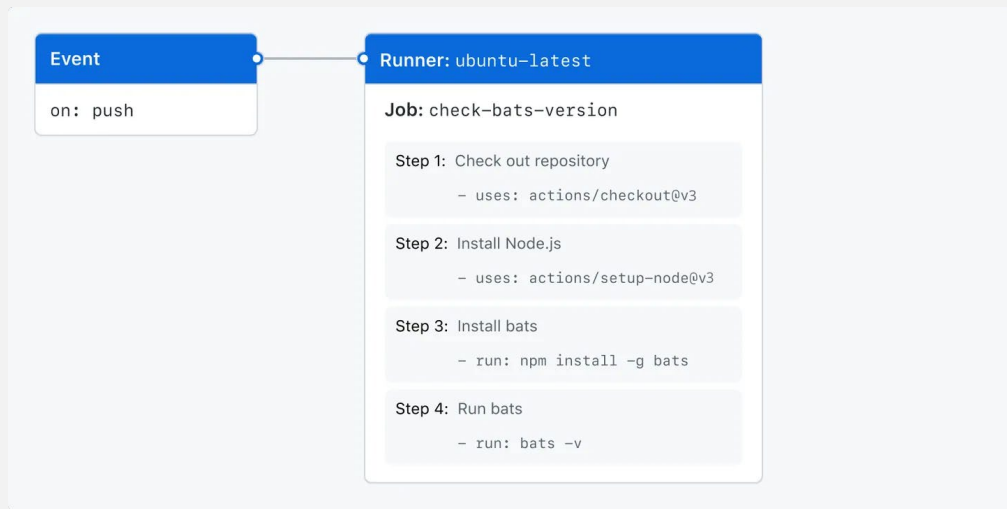 Event
on: push
Runner: ubuntu-latest
Job: check-bats-version
Step 1: Check out repository
- uses: actions/checkout@v3
Step 2: Install Node.js
- uses: actions/setup-node@v3
Step 3: Install bats
- run: npm install -g bats
Step 4: Run bats
- run: bats -v